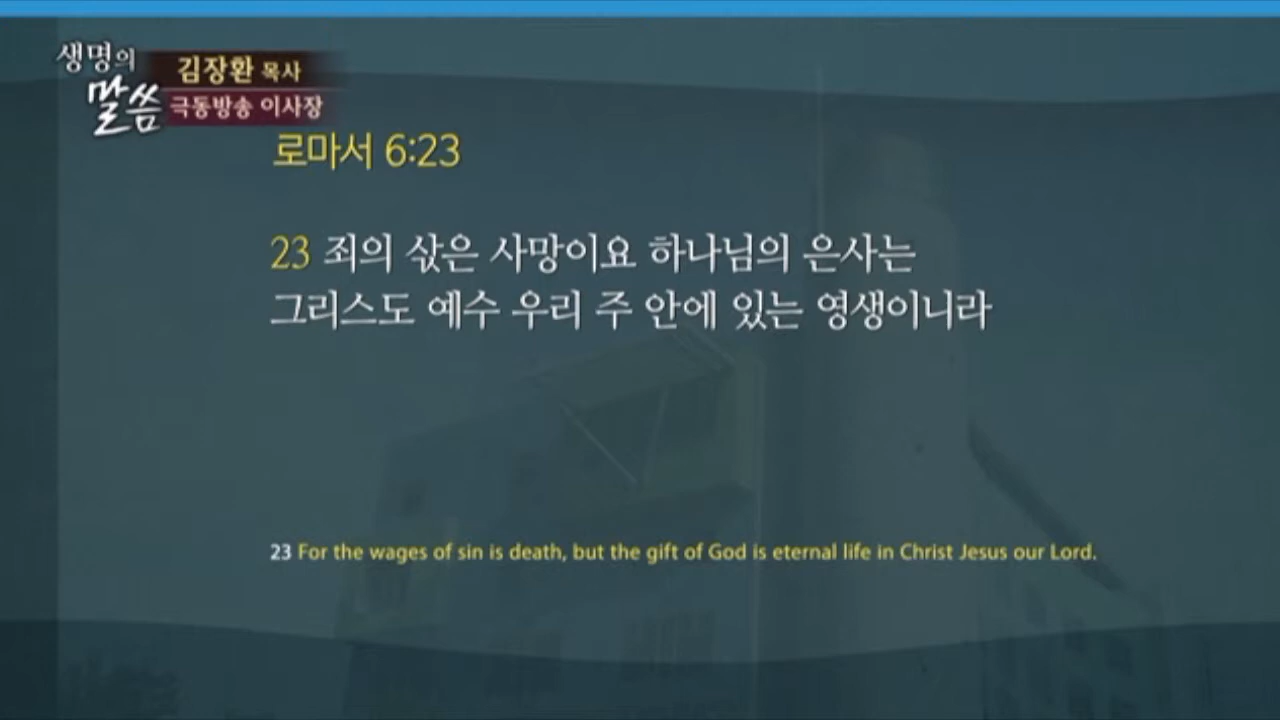 생명의
말씀
김장환 목사
극동방송 이사장
로마서 6:23
23 죄의 삯은 사망이요 하나님의 은사는
그리스도 예수 우리 주 안에 있는 영생이니라
23 For the wages of sin is death, but the gift of God is eternal life in Christ Jesus our Lord.